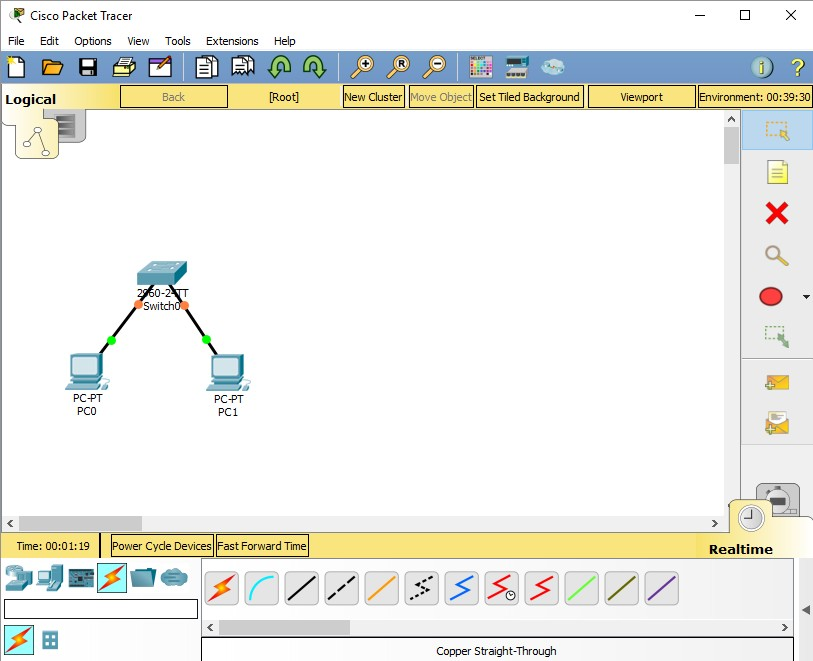 Cisco Packet Tracer
File Edit Options View Tools Extensions Help
Logical
Back
[Root]
New Cluster
Move Object
Set Tiled Background
Viewport
Environment: 00:39:30
2960-24TT
Switch0
PC-PT
PC0
PC-PT
PC1
Time: 00:01:19
Power Cycle Devices
Fast Forward Time
Realtime
Copper Straight-Through